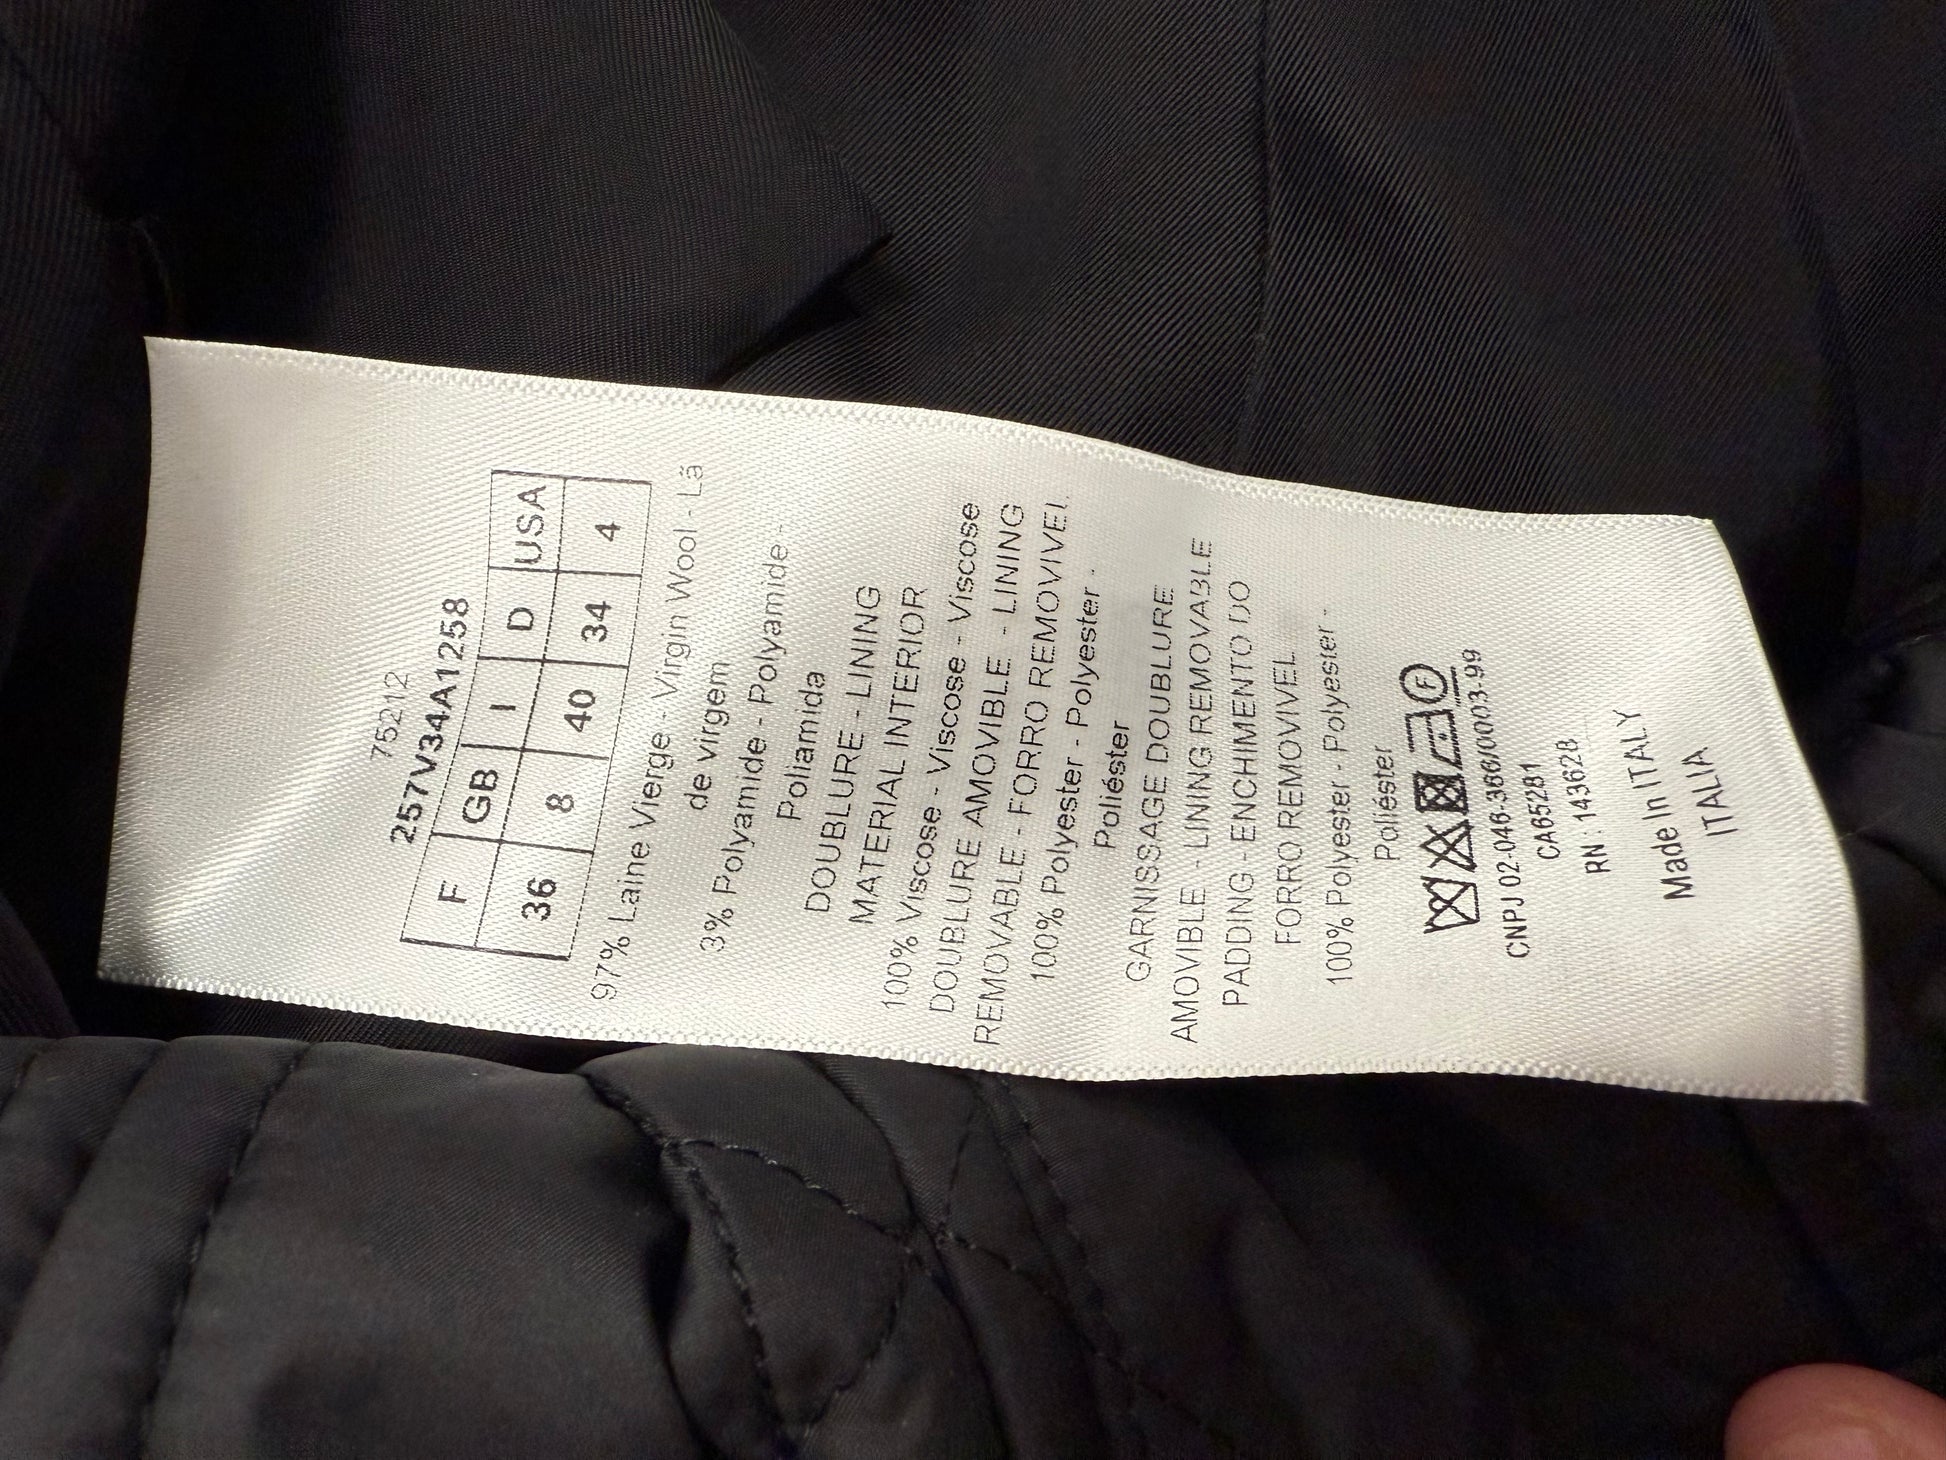 75212
257V34A1258
F GB I D USA
36 8 40 34 4
97% Laine Vierge - Virgin Wool - Lã
de virgem
3% Polyamide - Polyamide -
Poliamida
DOUBLURE - LINING
MATERIAL INTERIOR
100% Viscose - Viscose - Viscose
DOUBLURE AMOVIBLE - LINING
REMOVABLE - FORRO REMOVIVEL
100% Polyester - Polyester -
Poliéster
GARNISSAGE DOUBLURE
AMOVIBLE - LINING REMOVABLE
PADDING - ENCHIMENTO DO
FORRO REMOVIVEL
100% Polyester - Polyester -
Poliéster
F
CNPJ 02-046-366/0003-99
CA65281
RN : 143628
Made In ITALY
ITALIA